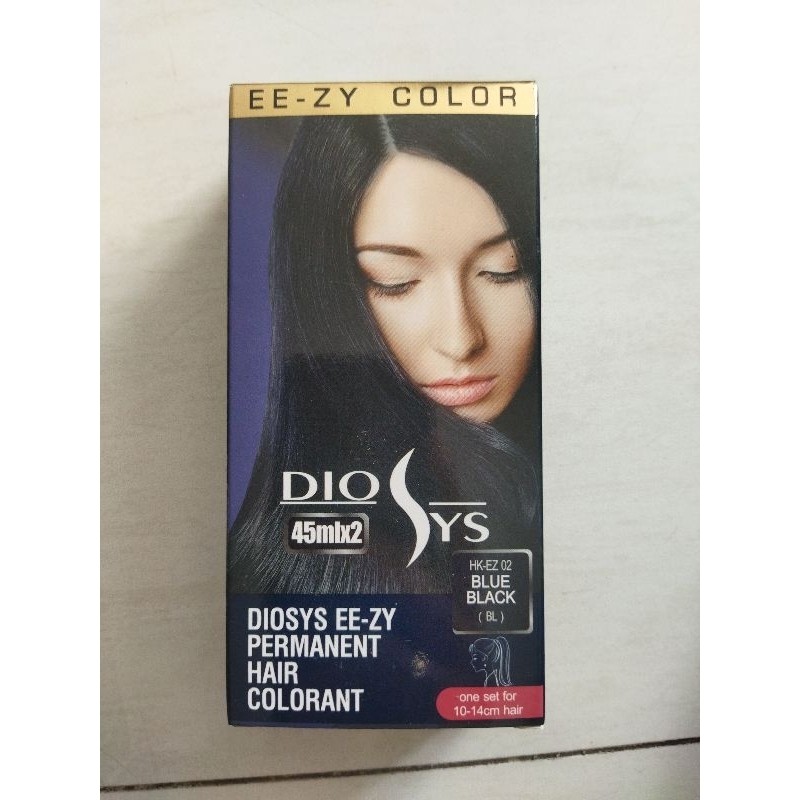 EE-ZY COLOR
DIOSYS
45mlx2
HK-EZ 02
BLUE
BLACK
( BL )
DIOSYS EE-ZY
PERMANENT
HAIR
COLORANT
one set for
10-14cm hair